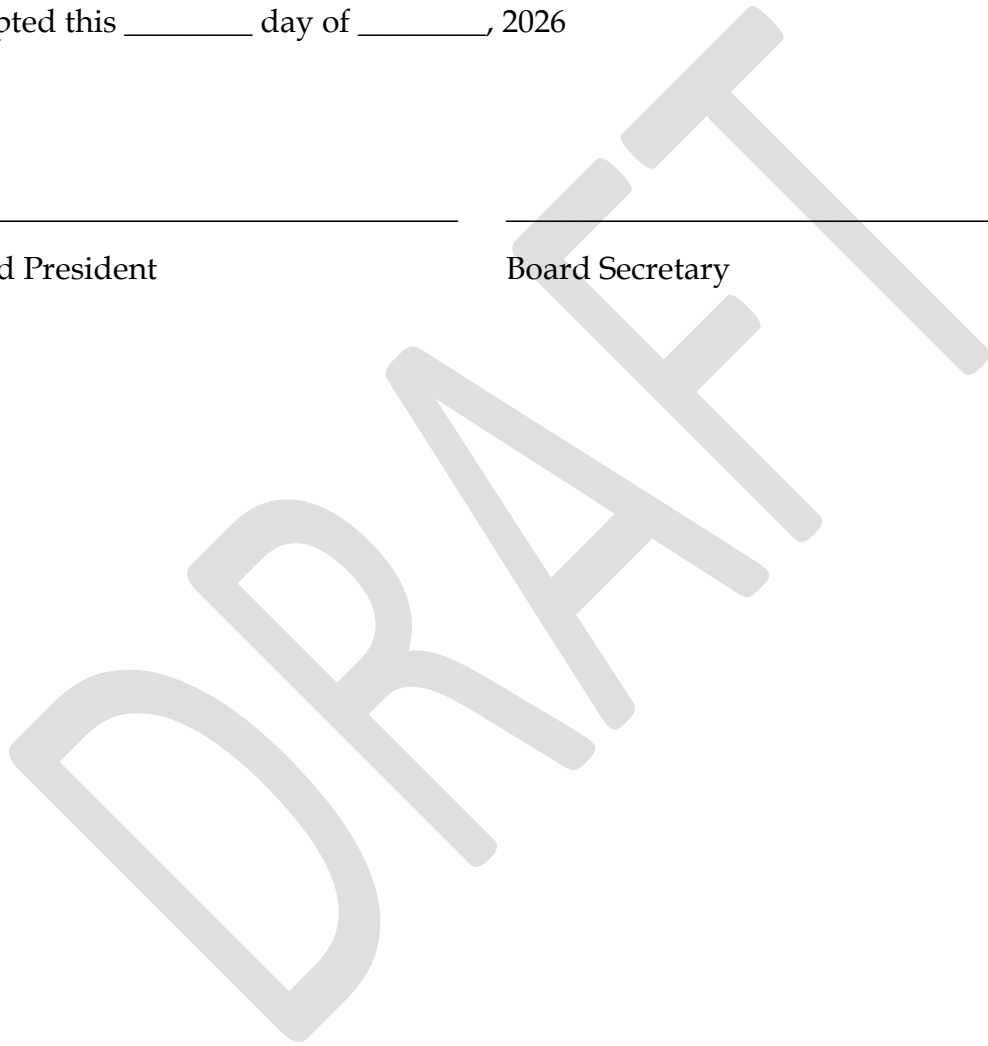 pted this ________ day of ________, 2026
d President Board Secretary
DRAFT